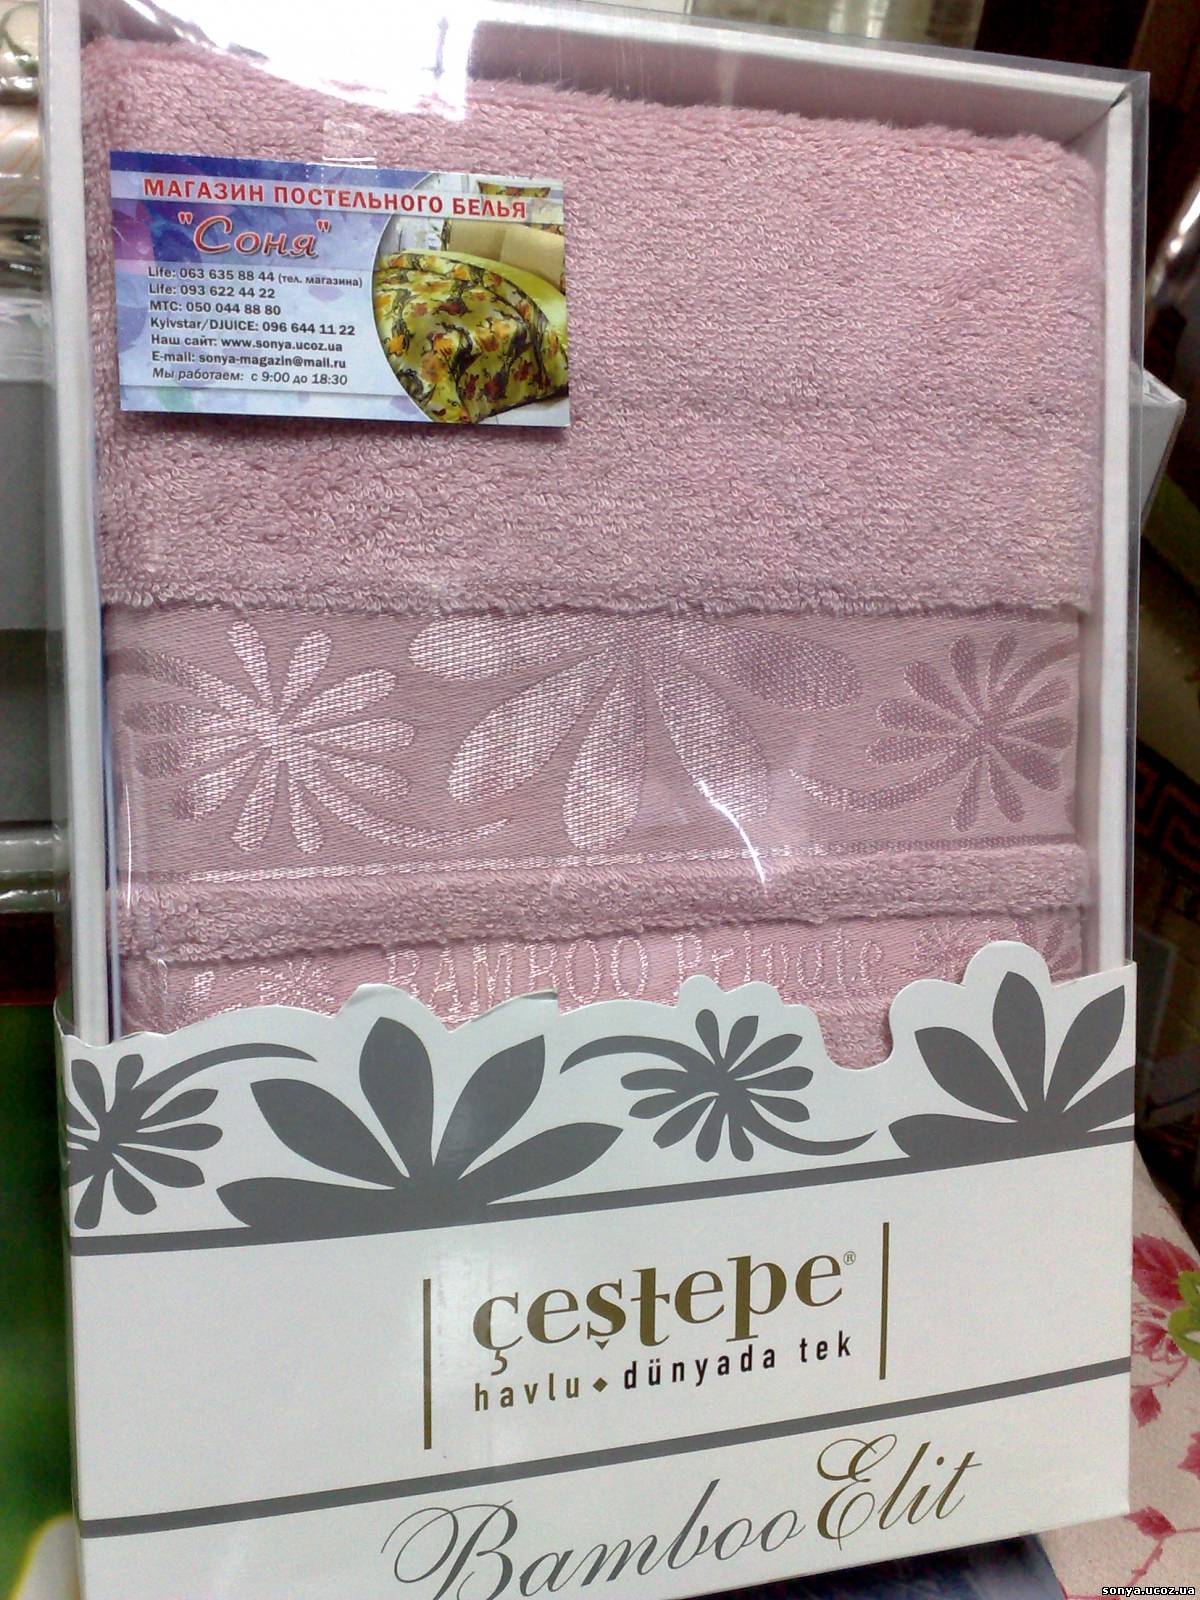 МАГАЗИН ПОСТЕЛЬНОГО БЕЛЬЯ
"Соня"
Life: 063 635 88 44 (тел. магазина)
Life: 093 622 44 22
МТС: 050 044 88 80
Kyivstar/DJUICE: 096 644 11 22
Наш сайт: www.sonya.ucoz.ua
E-mail: sonya-magazin@mail.ru
Мы работаем: с 9:00 до 18:30
BAMBOO Private
çeştepe®
havlu ⬥ dünyada tek
Bamboo Elit
sonya.ucoz.ua